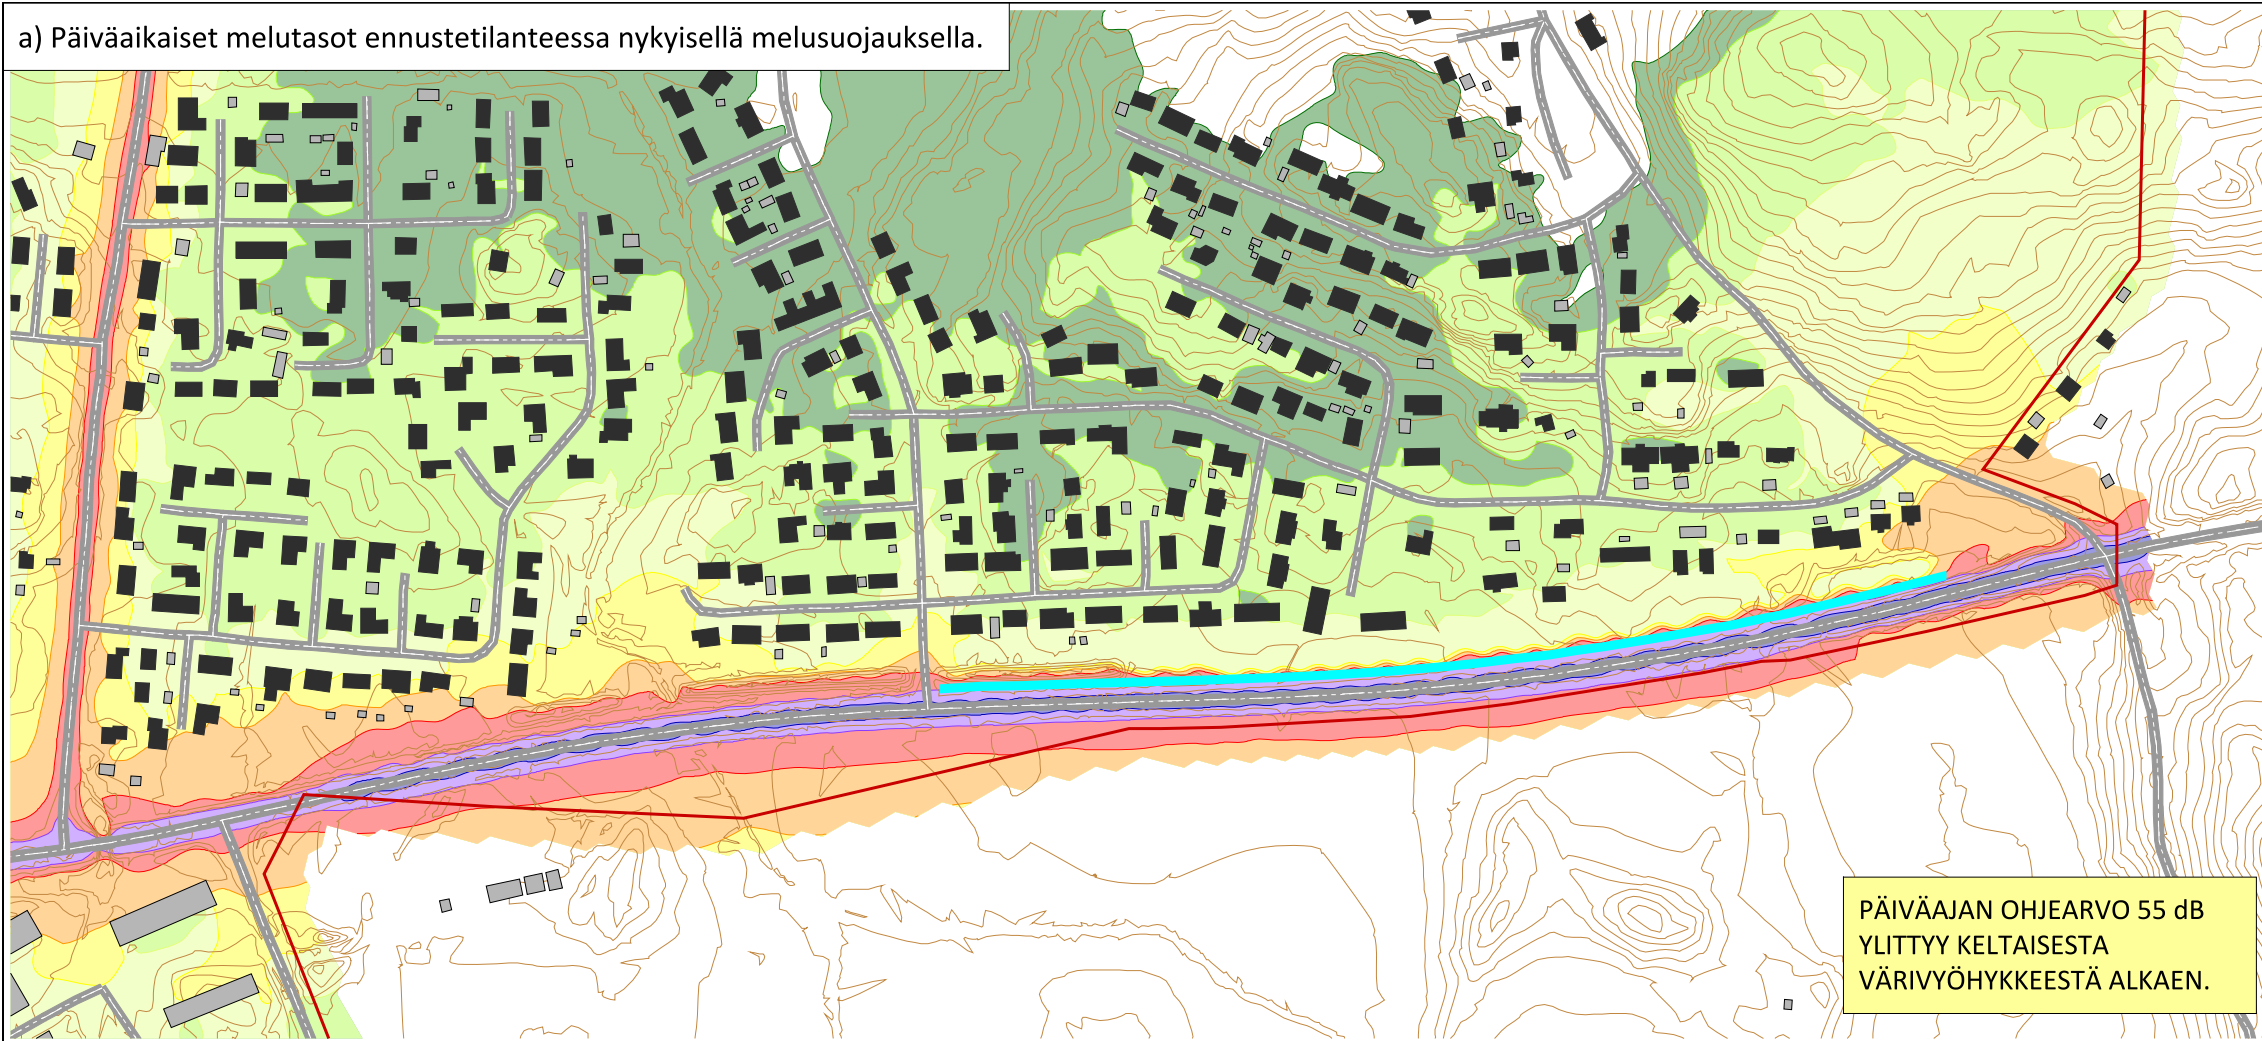 a) Päiväaikaiset melutasot ennustetilanteessa nykyisellä melusuojauksella.
PÄIVÄAJAN OHJEARVO 55 dB
YLITTYY KELTAISESTA
VÄRIVYÖHYKKEESTÄ ALKAEN.